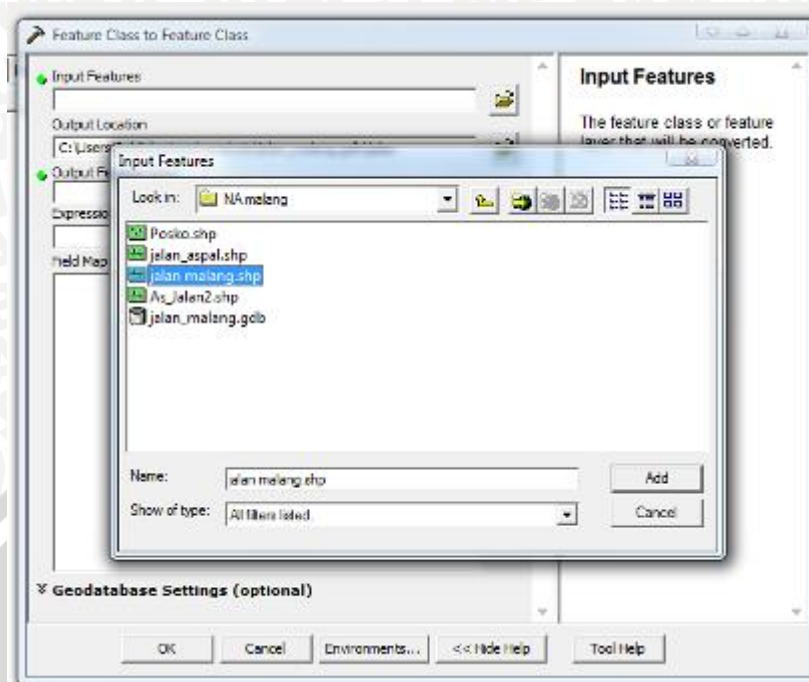 Feature Class to Feature Class
Input Features
Output Location
C:\Users
Output Fe
Expressio
Field Map
Geodatabase Settings (optional)
OK
Cancel
Environments...
<< Hide Help
Tool Help
Input Features
The feature class or feature
layer that will be converted.
Input Features
Look in:
NA malang
Posko.shp
jalan_aspal.shp
jalan malang.shp
As_Jalan2.shp
jalan_malang.gdb
Name:
jalan malang.shp
Add
Show of type:
All filters listed.
Cancel